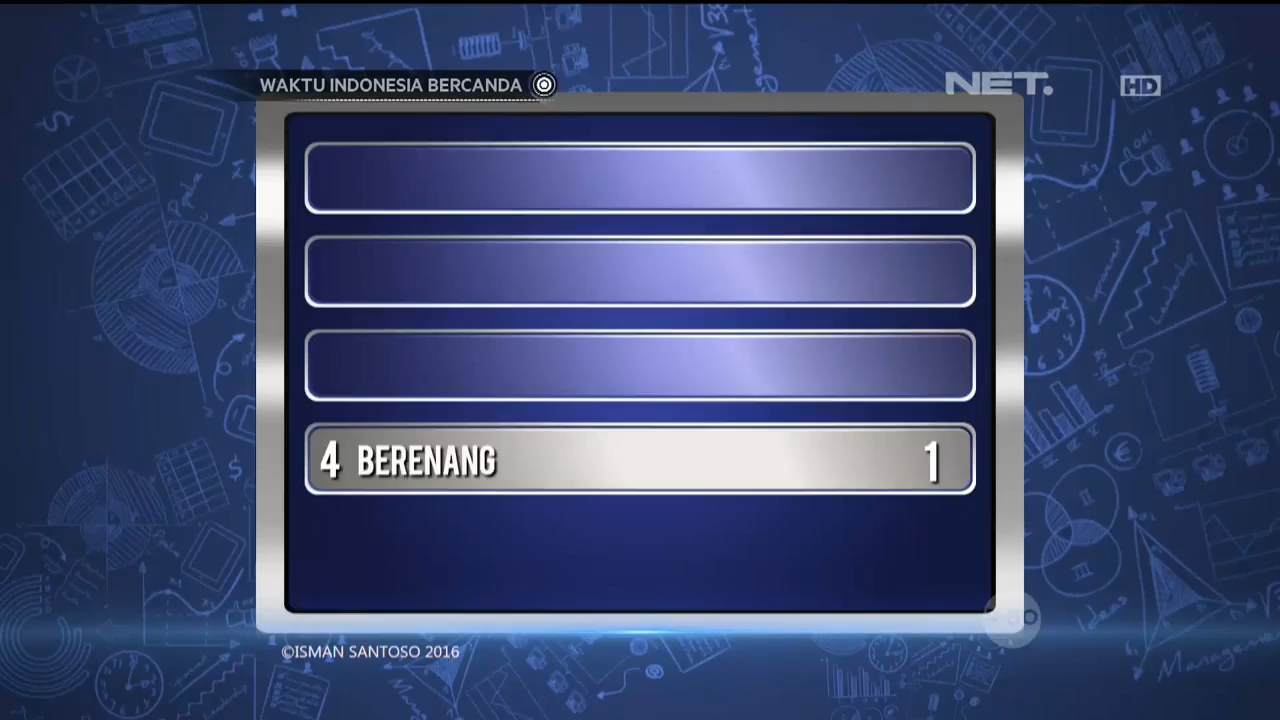 WAKTU INDONESIA BERCANDA
NET.
HD
4 BERENANG 1
©ISMAN SANTOSO 2016